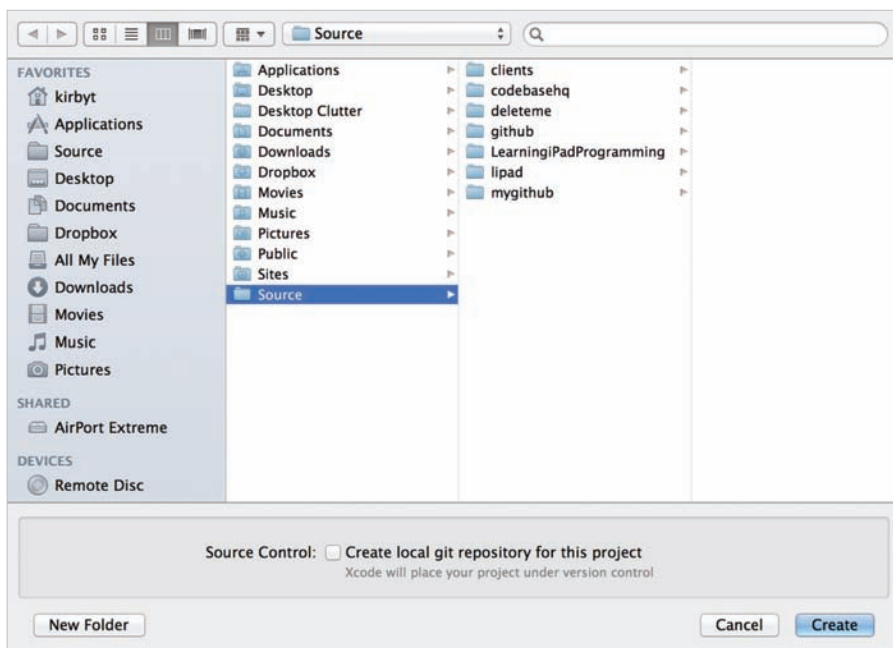 Source
FAVORITES
kirbyt
Applications
Source
Desktop
Documents
Dropbox
All My Files
Downloads
Movies
Music
Pictures
SHARED
AirPort Extreme
DEVICES
Remote Disc
Applications
Desktop
Desktop Clutter
Documents
Downloads
Dropbox
Movies
Music
Pictures
Public
Sites
Source
clients
codebasehq
deleteme
github
LearningiPadProgramming
lipad
mygithub
Source Control: Create local git repository for this project
Xcode will place your project under version control
New Folder
Cancel
Create